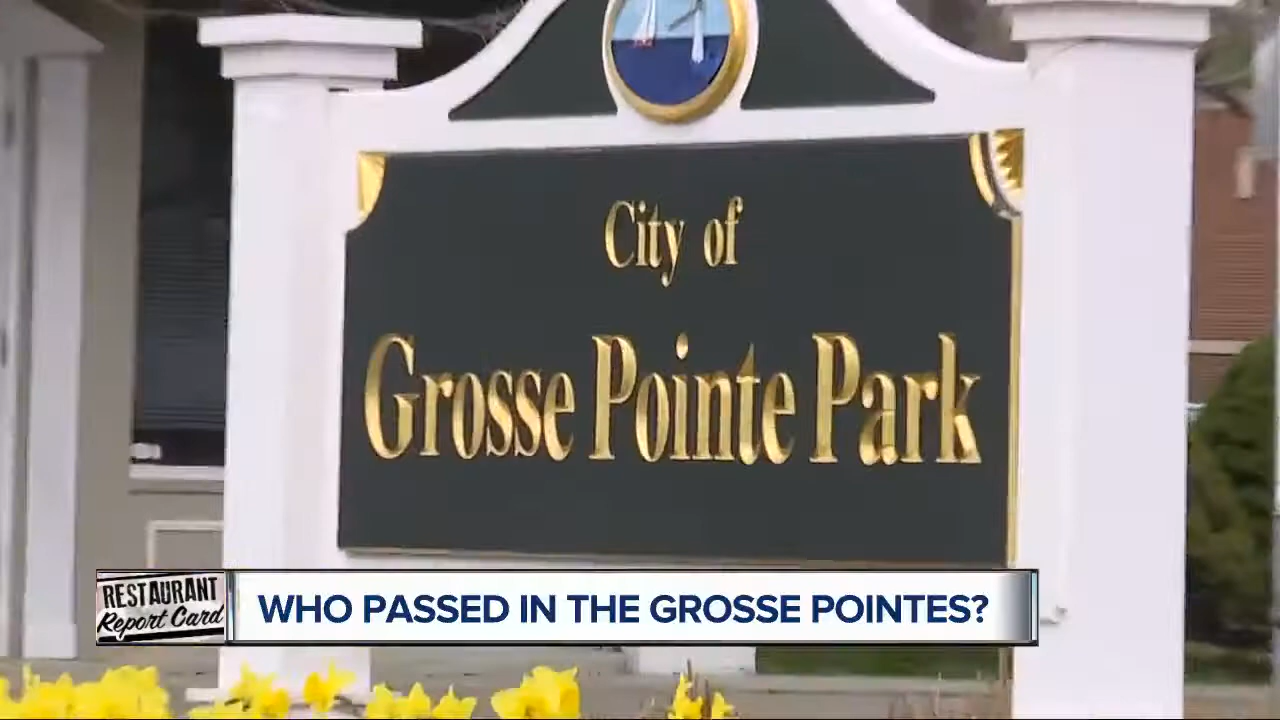 City of
Grosse Pointe Park
RESTAURANT
Report Card
WHO PASSED IN THE GROSSE POINTES?